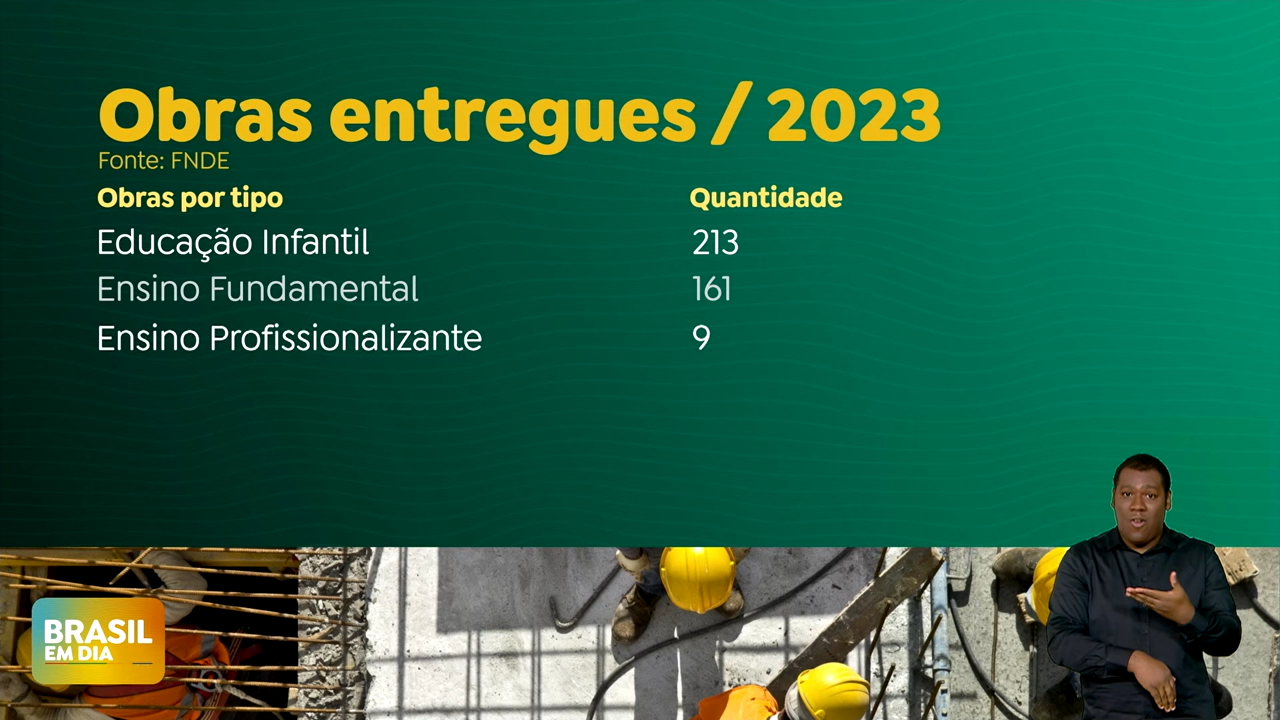 Obras entregues / 2023
Fonte: FNDE
Obras por tipo Quantidade
Educação Infantil 213
Ensino Fundamental 161
Ensino Profissionalizante 9
BRASIL
EM DIA